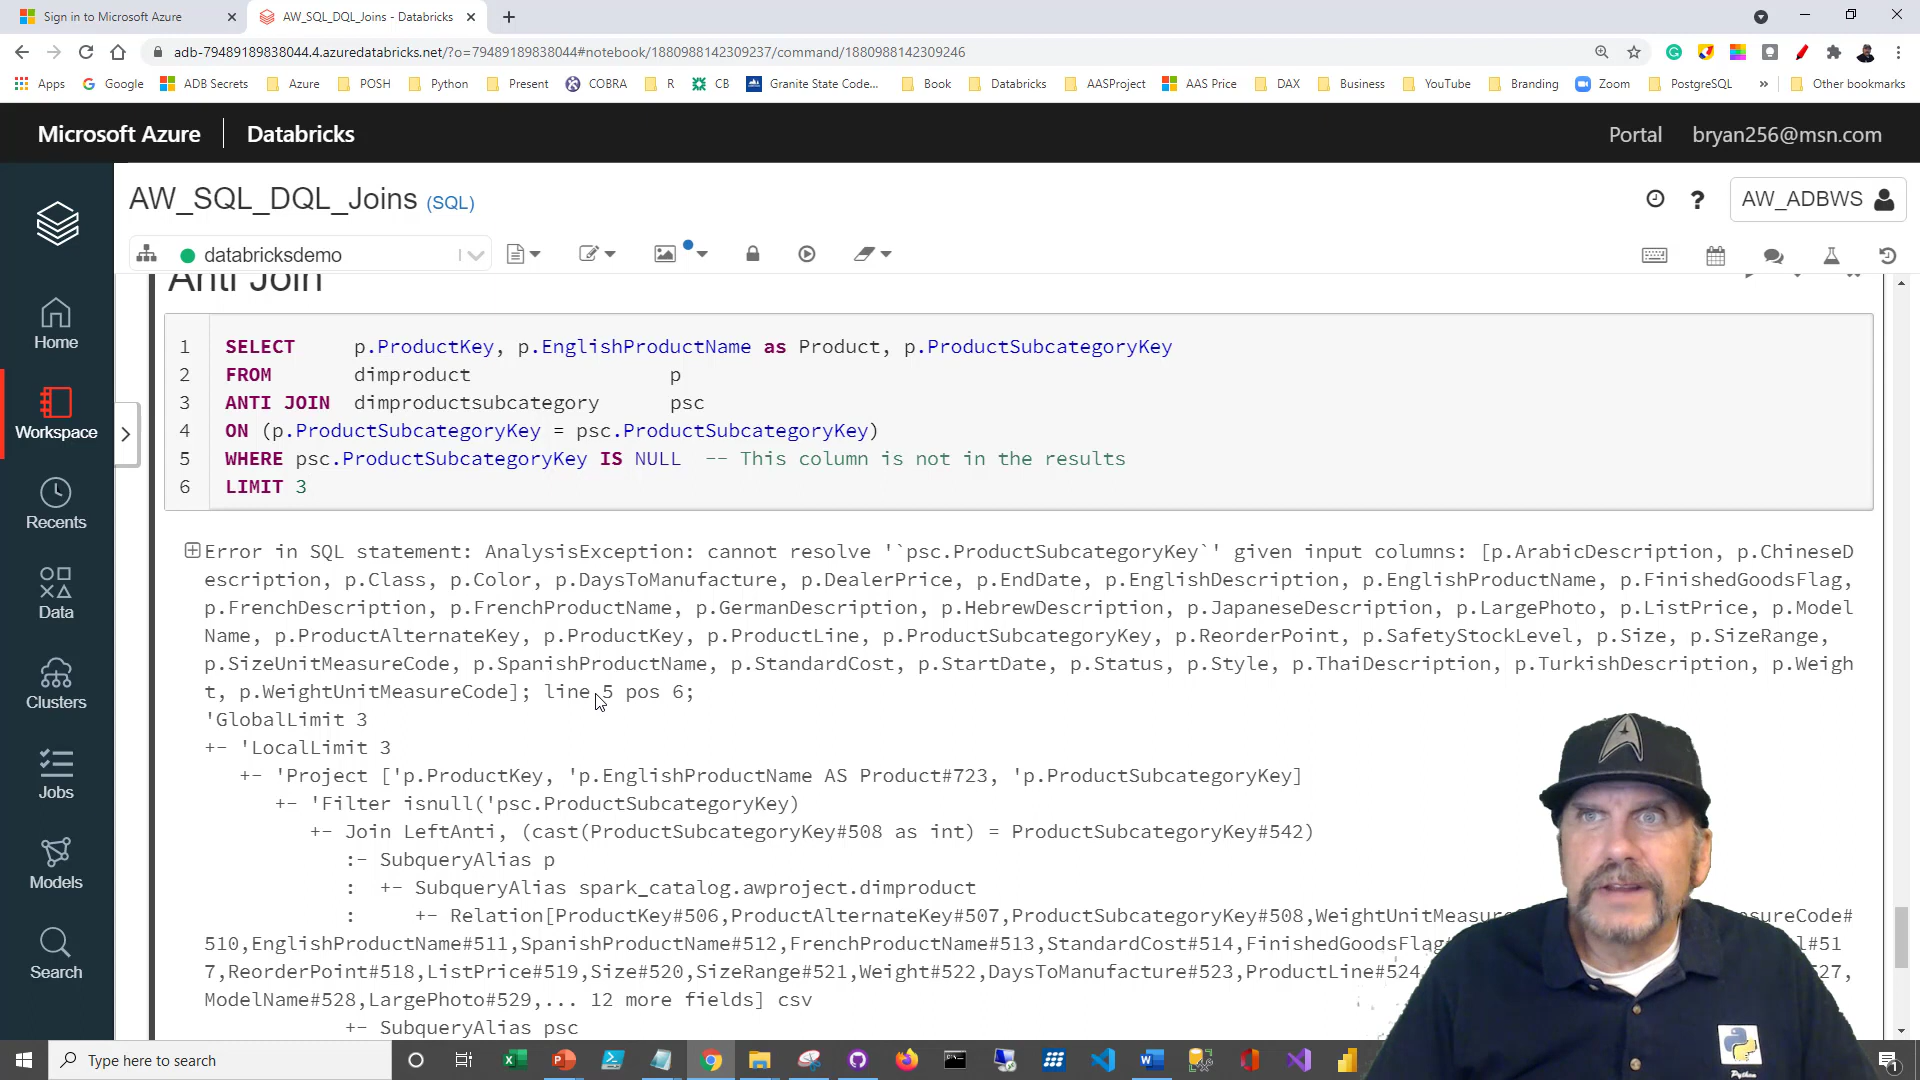 Sign in to Microsoft Azure
AW_SQL_DQL_Joins - Databricks
adb-79489189838044.4.azuredatabricks.net/?o=79489189838044#notebook/1880988142309237/command/1880988142309246
Apps Google ADB Secrets Azure POSH Python Present COBRA R CB Granite State Code... Book Databricks AASProject AAS Price DAX Business YouTube Zoom Branding PostgreSQL » Other bookmarks
Microsoft Azure Databricks Portal bryan256@msn.com
AW_SQL_DQL_Joins (SQL) ? AW_ADBWS
databricksdemo
Home
Workspace
Recents
Data
Clusters
Jobs
Models
Search
Anti Join
1 SELECT p.ProductKey, p.EnglishProductName as Product, p.ProductSubcategoryKey
2 FROM dimproduct p
3 ANTI JOIN dimproductsubcategory psc
4 ON (p.ProductSubcategoryKey = psc.ProductSubcategoryKey)
5 WHERE psc.ProductSubcategoryKey IS NULL -- This column is not in the results
6 LIMIT 3
Error in SQL statement: AnalysisException: cannot resolve '`psc.ProductSubcategoryKey`' given input columns: [p.ArabicDescription, p.ChineseD
escription, p.Class, p.Color, p.DaysToManufacture, p.DealerPrice, p.EndDate, p.EnglishDescription, p.EnglishProductName, p.FinishedGoodsFlag,
p.FrenchDescription, p.FrenchProductName, p.GermanDescription, p.HebrewDescription, p.JapaneseDescription, p.LargePhoto, p.ListPrice, p.Model
Name, p.ProductAlternateKey, p.ProductKey, p.ProductLine, p.ProductSubcategoryKey, p.ReorderPoint, p.SafetyStockLevel, p.Size, p.SizeRange,
p.SizeUnitMeasureCode, p.SpanishProductName, p.StandardCost, p.StartDate, p.Status, p.Style, p.ThaiDescription, p.TurkishDescription, p.Weigh
t, p.WeightUnitMeasureCode]; line 5 pos 6;
'GlobalLimit 3
+- 'LocalLimit 3
+- 'Project ['p.ProductKey, 'p.EnglishProductName AS Product#723, 'p.ProductSubcategoryKey]
+- 'Filter isnull('psc.ProductSubcategoryKey)
+- Join LeftAnti, (cast(ProductSubcategoryKey#508 as int) = ProductSubcategoryKey#542)
:- SubqueryAlias p
: +- SubqueryAlias spark_catalog.awproject.dimproduct
: +- Relation[ProductKey#506,ProductAlternateKey#507,ProductSubcategoryKey#508,WeightUnitMeasu sureCode#
510,EnglishProductName#511,SpanishProductName#512,FrenchProductName#513,StandardCost#514,FinishedGoodsFlag l#51
7,ReorderPoint#518,ListPrice#519,Size#520,SizeRange#521,Weight#522,DaysToManufacture#523,ProductLine#524 527,
ModelName#528,LargePhoto#529,... 12 more fields] csv
+- SubqueryAlias psc
Python
Type here to search
1